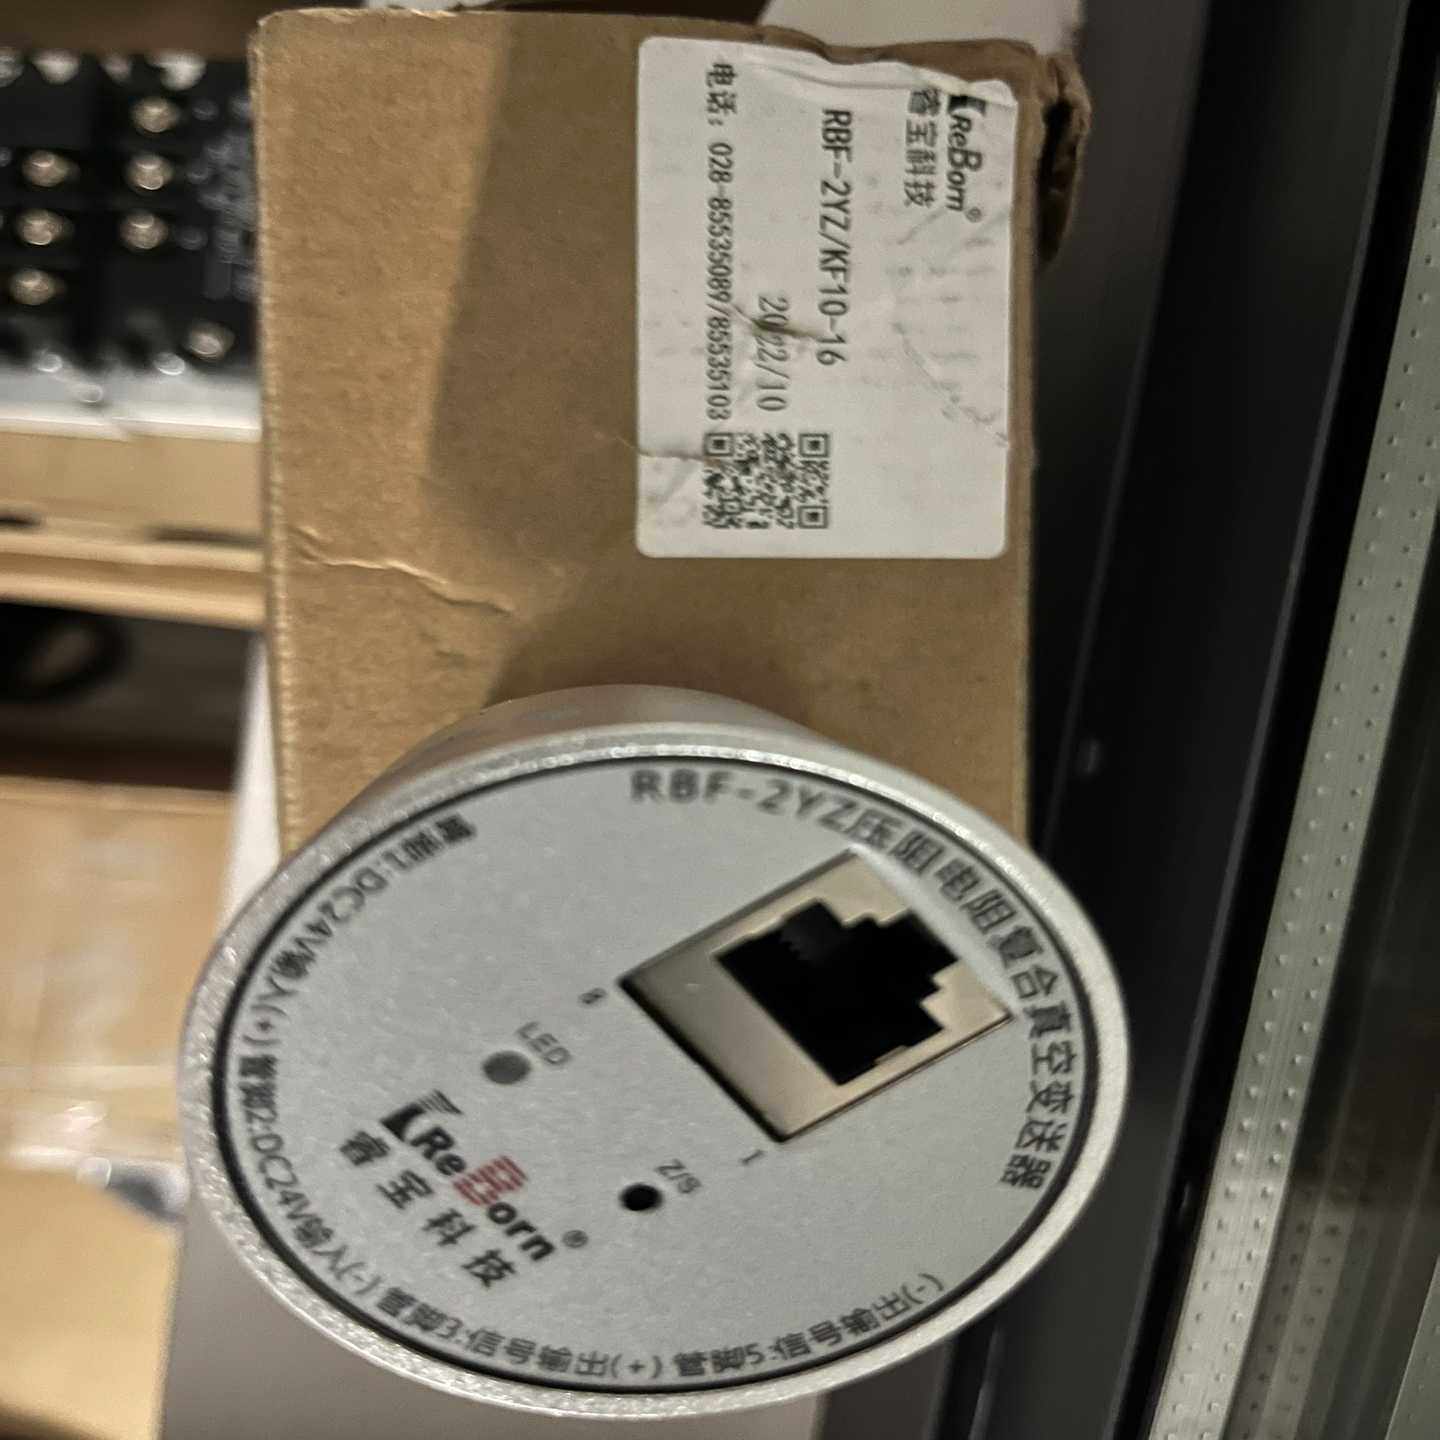 ReBorn®
睿宝科技
RBF-2YZ/KF10-16
2022/10
电话：028-85535089/85535103
RBF-2YZ压阻电阻复合真空变送器
8
1
LED
Z/S
ReBorn®
睿宝科技
管脚1:DC24V输入(+) 管脚2:DC24V输入(-) 管脚3:信号输出(+) 管脚5:信号输出(-)